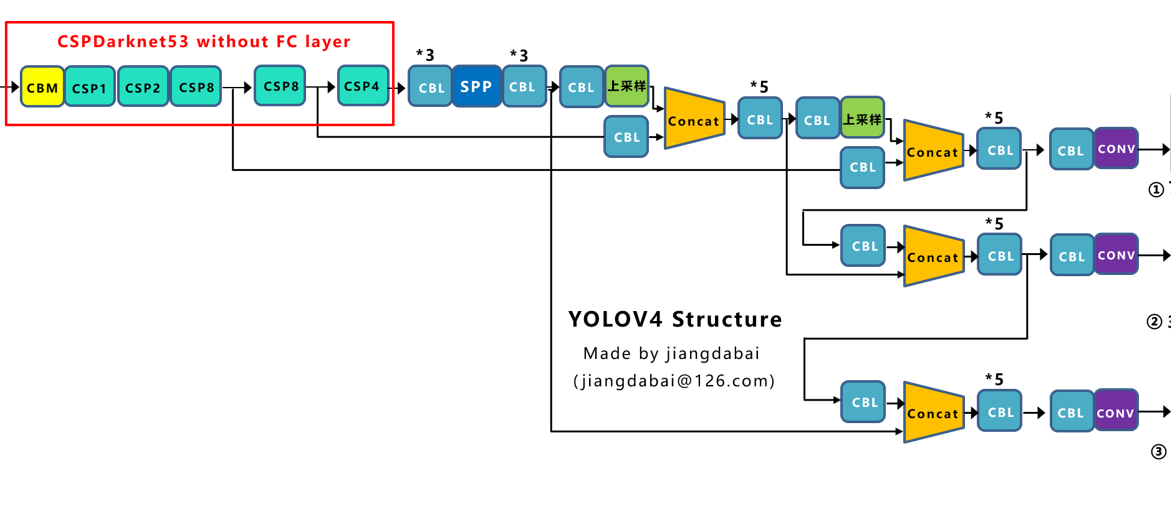 CSPDarknet53 without FC layer
*3
*3
CBM CSP1 CSP2 CSP8 CSP8 CSP4 CBL SPP CBL CBL 上采样
*5
Concat CBL CBL 上采样
CBL
*5
Concat CBL CBL CONV
CBL
①
*5
CBL Concat CBL CBL CONV
YOLOV4 Structure
②
Made by jiangdabai
(jiangdabai@126.com)
*5
CBL Concat CBL CBL CONV
③